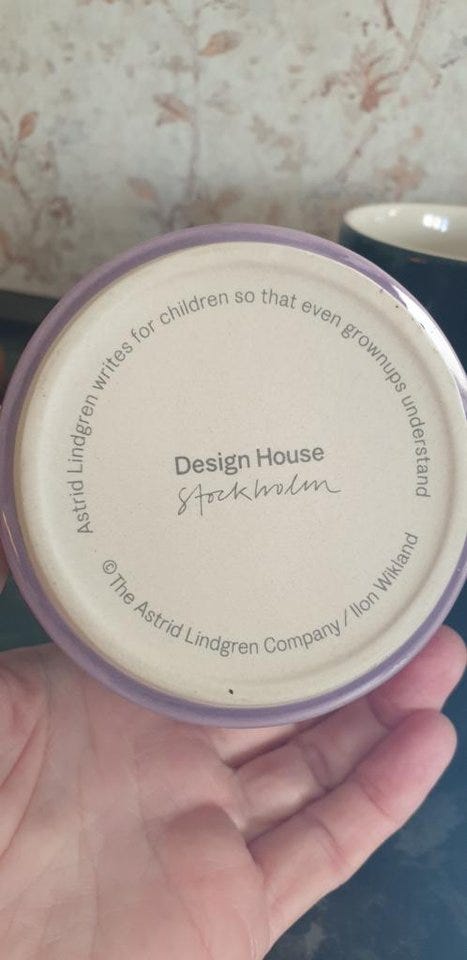 Astrid Lindgren writes for children so that even grownups understand
Design House
Stockholm
©The Astrid Lindgren Company / Ilon Wikland